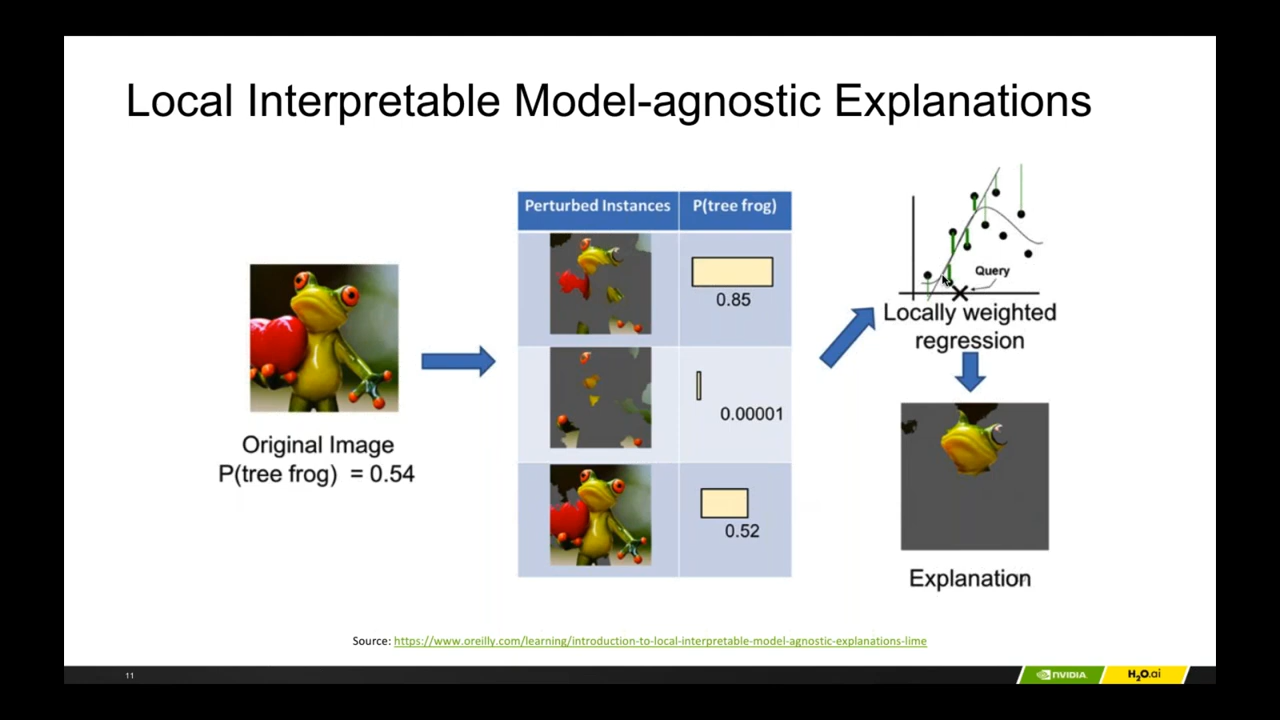 Local Interpretable Model-agnostic Explanations
Original Image
P(tree frog) = 0.54
Perturbed Instances
P(tree frog)
0.85
0.00001
0.52
Query
Locally weighted
regression
Explanation
Source: https://www.oreilly.com/learning/introduction-to-local-interpretable-model-agnostic-explanations-lime
11
NVIDIA.
H2O.ai